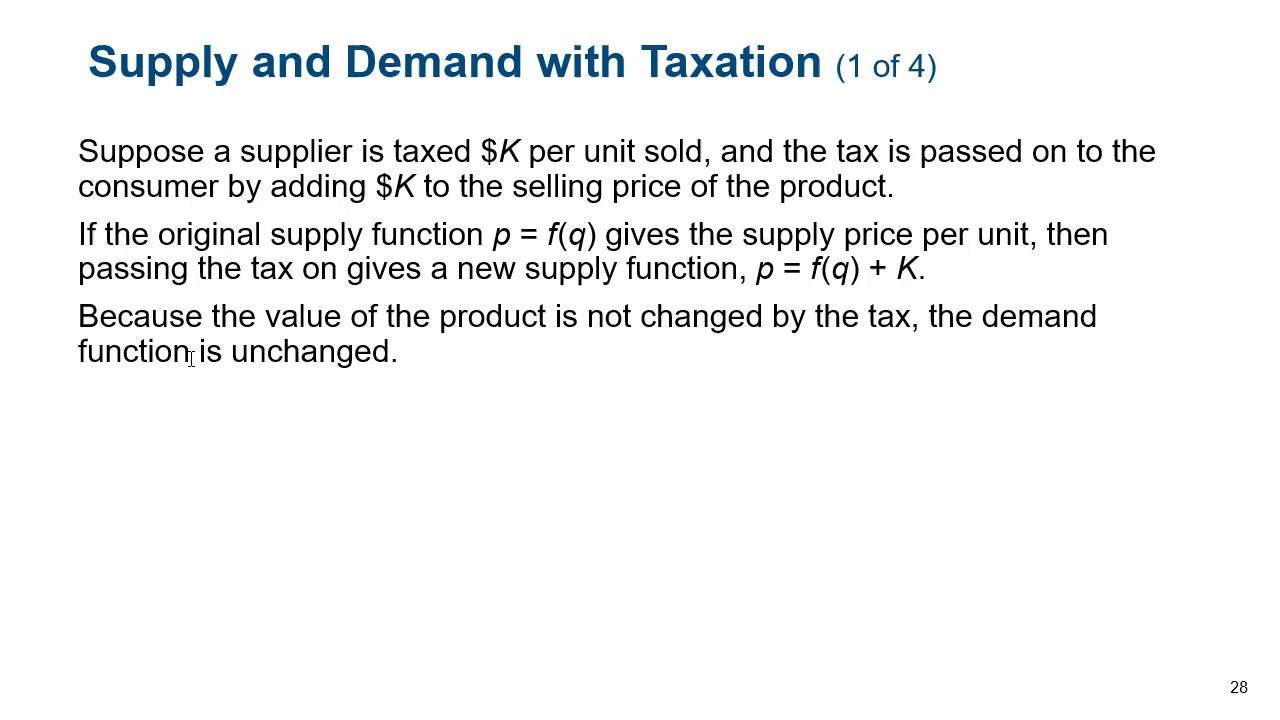 Supply and Demand with Taxation (1 of 4)
Suppose a supplier is taxed $K per unit sold, and the tax is passed on to the
consumer by adding $K to the selling price of the product.
If the original supply function p = f(q) gives the supply price per unit, then
passing the tax on gives a new supply function, p = f(q) + K.
Because the value of the product is not changed by the tax, the demand
function is unchanged.
28